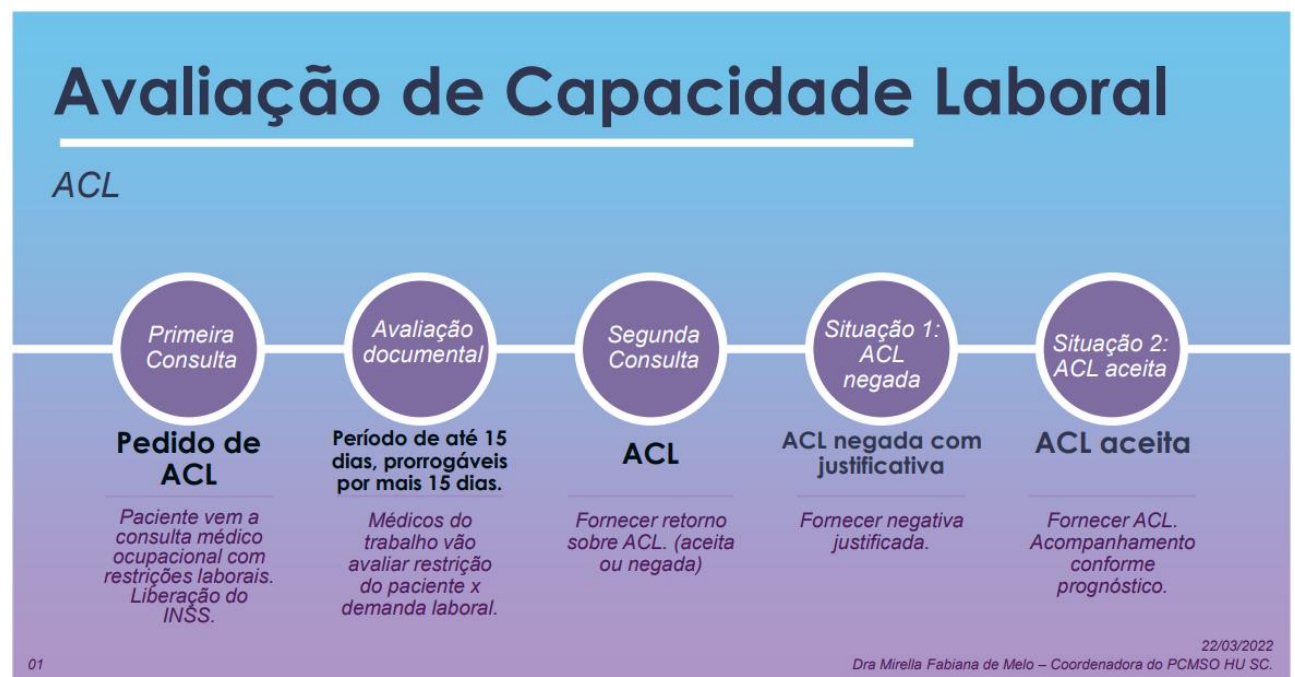 Avaliação de Capacidade Laboral
ACL
Primeira
Consulta
Pedido de
ACL
Paciente vem a
consulta médico
ocupacional com
restrições laborais.
Liberação do
INSS.
Avaliação
documental
Período de até 15
dias, prorrogáveis
por mais 15 dias.
Médicos do
trabalho vão
avaliar restrição
do paciente x
demanda laboral.
Segunda
Consulta
ACL
Fornecer retorno
sobre ACL. (aceita
ou negada)
Situação 1:
ACL
negada
ACL negada com
justificativa
Fornecer negativa
justificada.
Situação 2:
ACL aceita
ACL aceita
Fornecer ACL.
Acompanhamento
conforme
prognóstico.
22/03/2022
01
Dra Mirella Fabiana de Melo – Coordenadora do PCMSO HU SC.